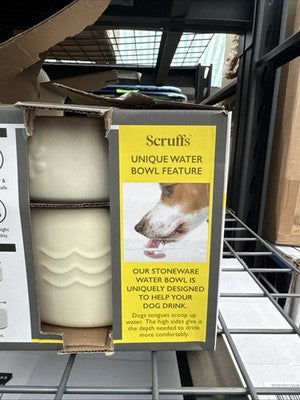 Scruffs
UNIQUE WATER
BOWL FEATURE
OUR STONEWARE
WATER BOWL IS
UNIQUELY DESIGNED
TO HELP YOUR
DOG DRINK.
Dogs tongues scoop up
water. The high sides give it
the depth needed to drink
more comfortably.